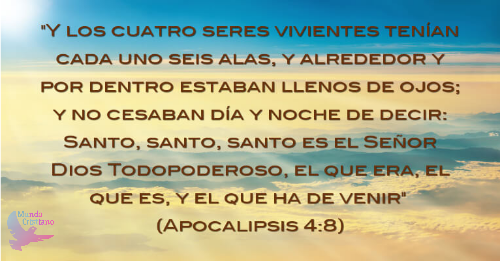 "Y los cuatro seres vivientes tenían
cada uno seis alas, y alrededor y
por dentro estaban llenos de ojos;
y no cesaban día y noche de decir:
Santo, santo, santo es el Señor
Dios Todopoderoso, el que era, el
que es, y el que ha de venir"
(Apocalipsis 4:8)
Mundo
Cristiano